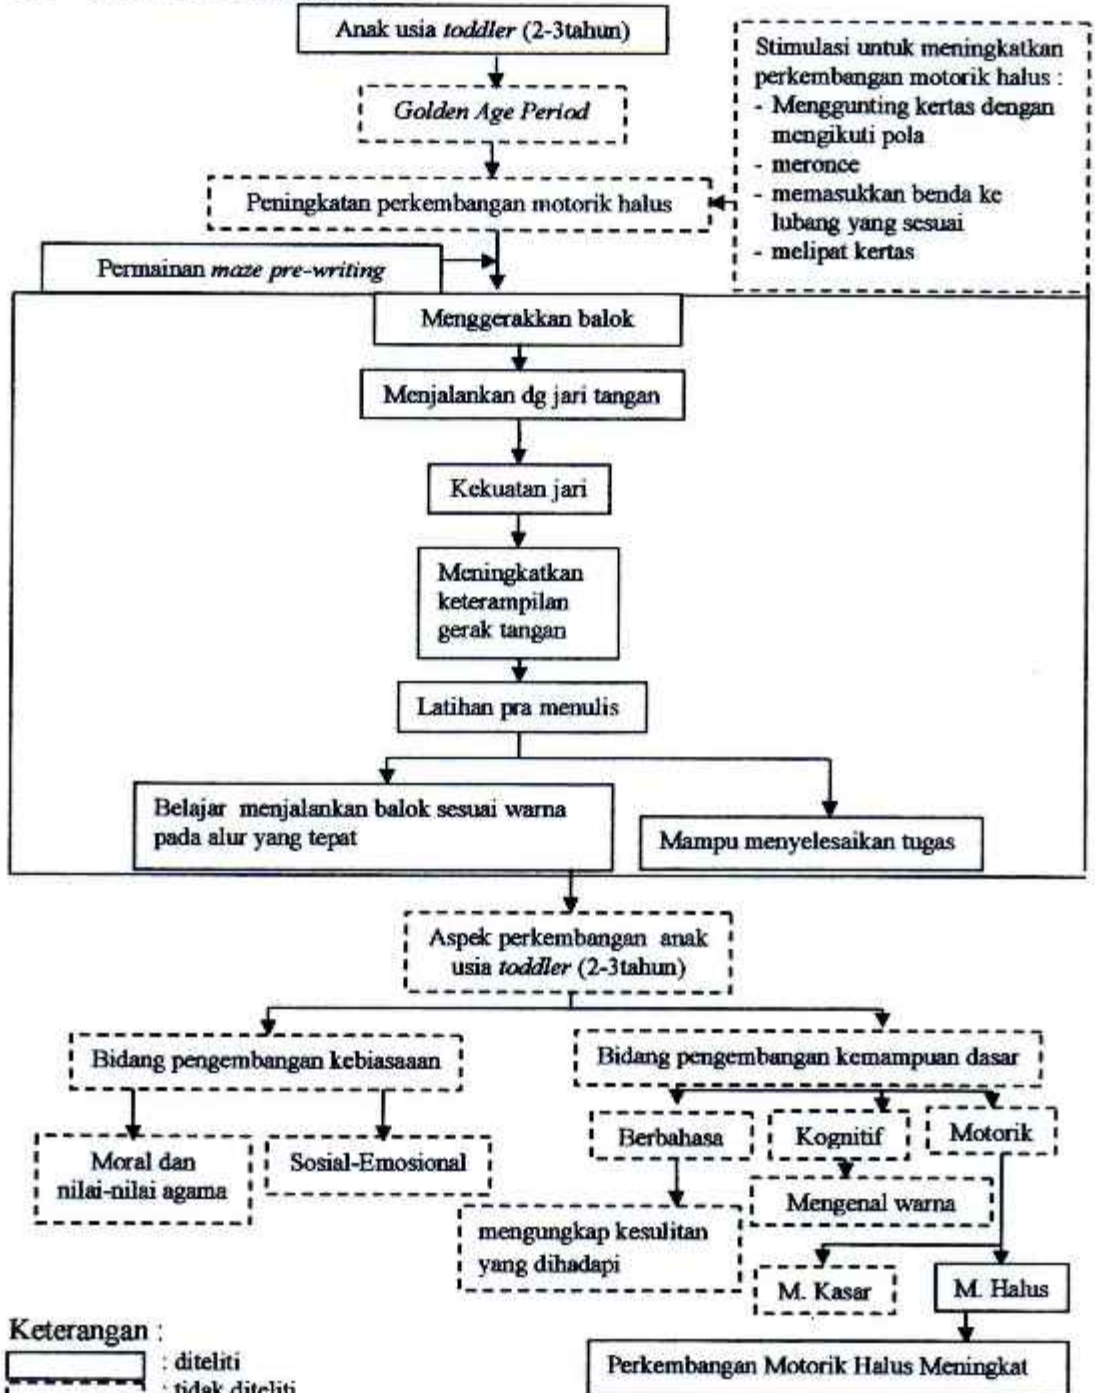 Anak usia toddler (2-3tahun)
Golden Age Period
Peningkatan perkembangan motorik halus
Stimulasi untuk meningkatkan
perkembangan motorik halus :
- Menggunting kertas dengan
mengikuti pola
- meronce
- memasukkan benda ke
lubang yang sesuai
- melipat kertas
Permainan maze pre-writing
Menggerakkan balok
Menjalankan dg jari tangan
Kekuatan jari
Meningkatkan
keterampilan
gerak tangan
Latihan pra menulis
Belajar menjalankan balok sesuai warna
pada alur yang tepat
Mampu menyelesaikan tugas
Aspek perkembangan anak
usia toddler (2-3tahun)
Bidang pengembangan kebiasaaan
Bidang pengembangan kemampuan dasar
Moral dan
nilai-nilai agama
Sosial-Emosional
Berbahasa
Kognitif
Motorik
mengungkap kesulitan
yang dihadapi
Mengenal warna
M. Kasar
M. Halus
Perkembangan Motorik Halus Meningkat
Keterangan :
: diteliti
: tidak diteliti